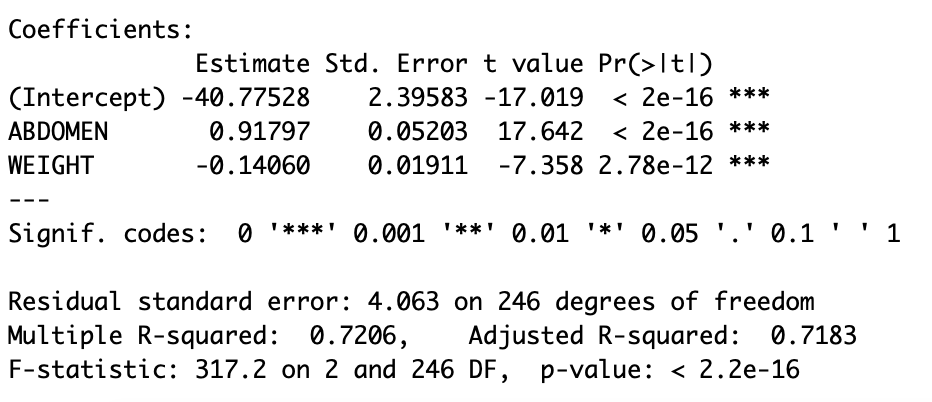 Coefficients:
             Estimate Std. Error t value Pr(>|t|)
(Intercept) -40.77528    2.39583 -17.019  < 2e-16 ***
ABDOMEN       0.91797    0.05203  17.642  < 2e-16 ***
WEIGHT       -0.14060    0.01911  -7.358 2.78e-12 ***
---
Signif. codes:  0 '***' 0.001 '**' 0.01 '*' 0.05 '.' 0.1 ' ' 1
Residual standard error: 4.063 on 246 degrees of freedom
Multiple R-squared:  0.7206,    Adjusted R-squared:  0.7183
F-statistic: 317.2 on 2 and 246 DF,  p-value: < 2.2e-16